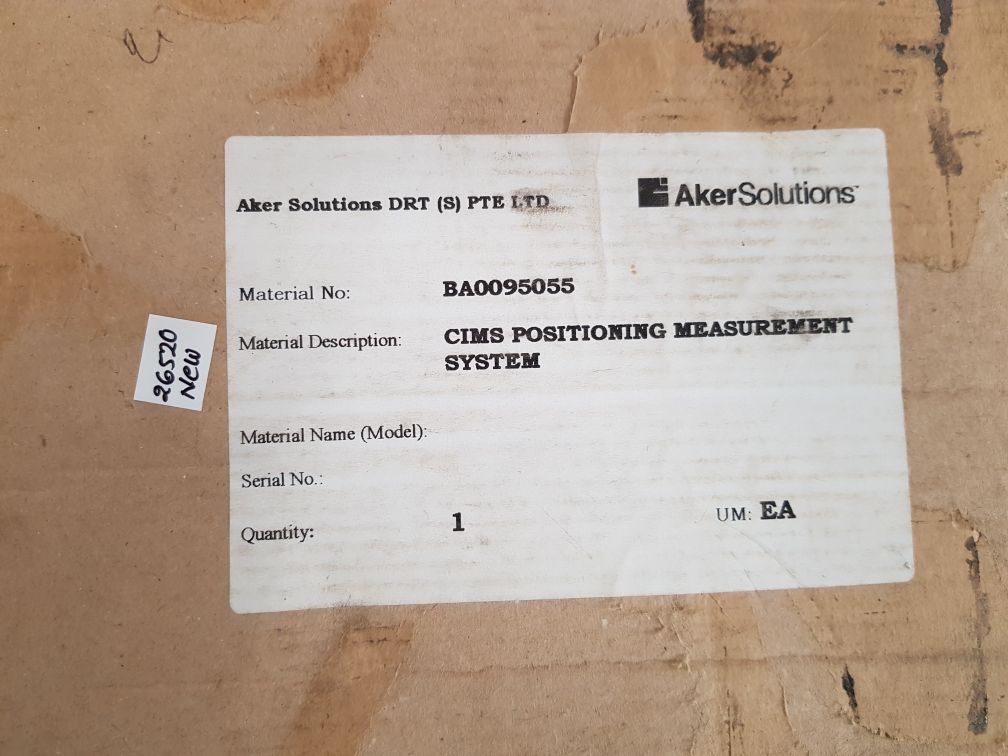 Aker Solutions DRT (S) PTE LTD
AkerSolutions
Material No: BA0095055
Material Description: CIMS POSITIONING MEASUREMENT
SYSTEM
Material Name (Model):
Serial No.:
Quantity: 1 UM: EA
26520
New